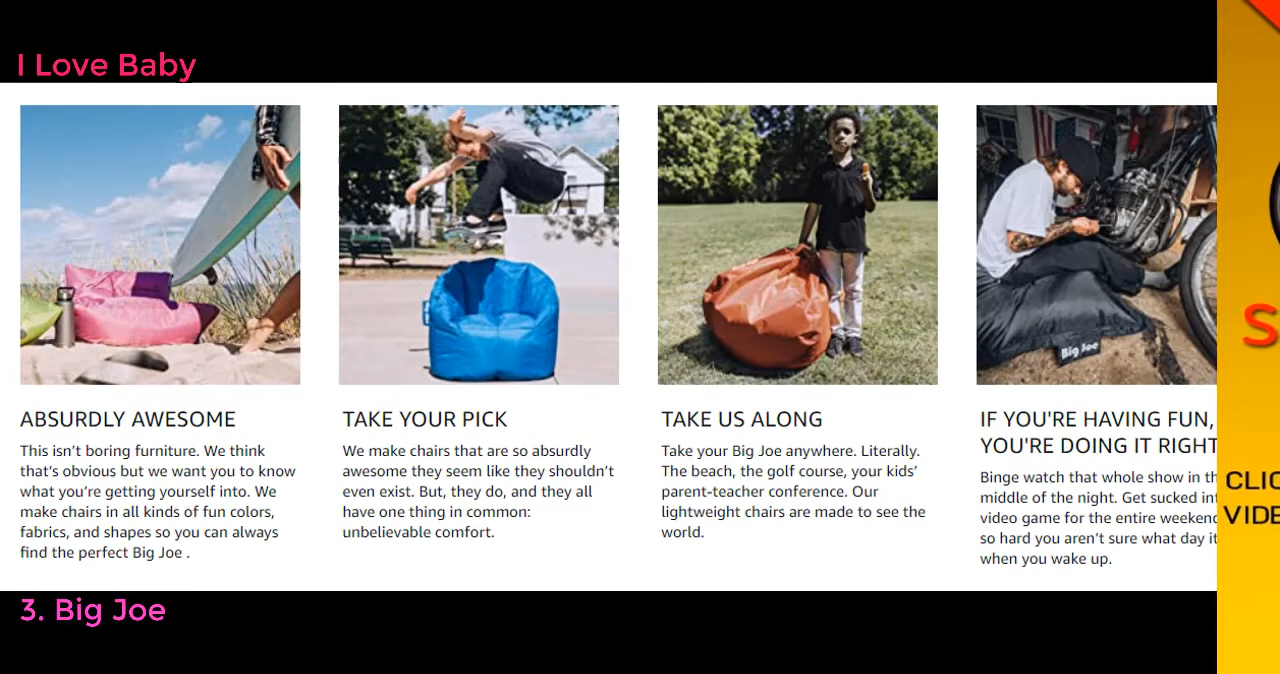 I Love Baby
Big Joe
ABSURDLY AWESOME
This isn’t boring furniture. We think
that’s obvious but we want you to know
what you’re getting yourself into. We
make chairs in all kinds of fun colors,
fabrics, and shapes so you can always
find the perfect Big Joe .
TAKE YOUR PICK
We make chairs that are so absurdly
awesome they seem like they shouldn’t
even exist. But, they do, and they all
have one thing in common:
unbelievable comfort.
TAKE US ALONG
Take your Big Joe anywhere. Literally.
The beach, the golf course, your kids’
parent-teacher conference. Our
lightweight chairs are made to see the
world.
IF YOU'RE HAVING FUN,
YOU'RE DOING IT RIGHT
Binge watch that whole show in th
middle of the night. Get sucked in
video game for the entire weeken
so hard you aren’t sure what day it
when you wake up.
S
CLIC
VIDE
3. Big Joe